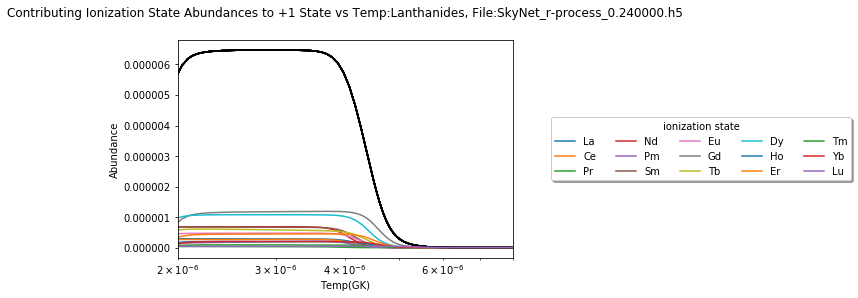 Contributing Ionization State Abundances to +1 State vs Temp:Lanthanides, File:SkyNet_r-process_0.240000.h5
0.000006
0.000005
0.000004
0.000003
0.000002
0.000001
0.000000
Abundance
2 × 10⁻⁶ 3 × 10⁻⁶ 4 × 10⁻⁶ 6 × 10⁻⁶
Temp(GK)
ionization state
La Nd Eu Dy Tm
Ce Pm Gd Ho Yb
Pr Sm Tb Er Lu